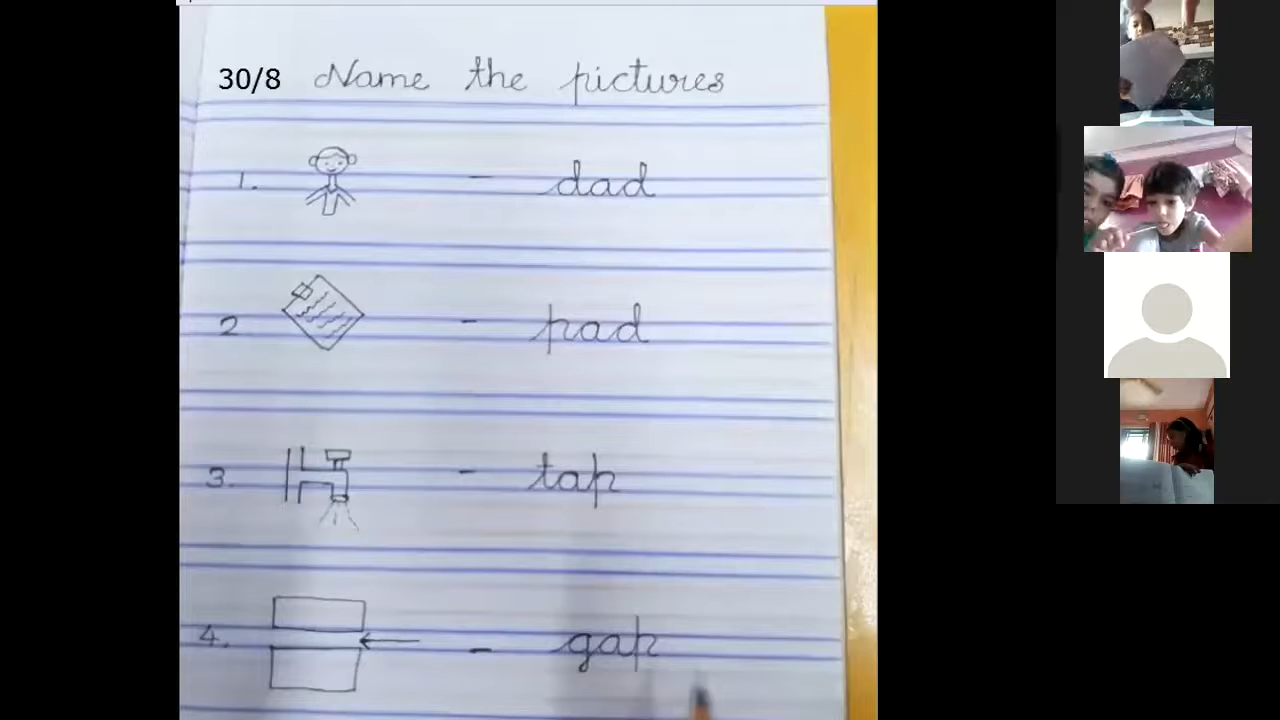 30/8 Name the pictures
1. - dad
2 - pad
3. - tap
4. - gap